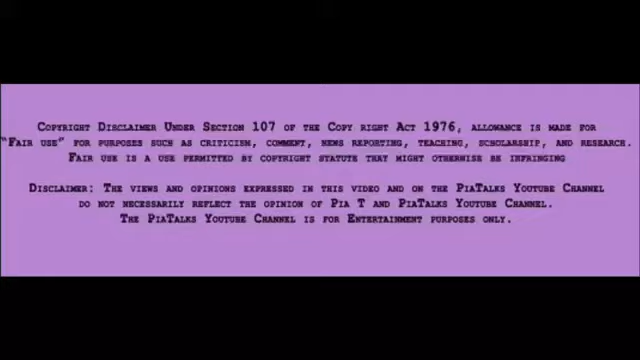 Copyright Disclaimer Under Section 107 of the Copy right Act 1976, allowance is made for
"Fair use" for purposes such as criticism, comment, news reporting, teaching, scholarship, and research.
Fair use is a use permitted by copyright statute that might otherwise be infringing
Disclaimer: The views and opinions expressed in this video and on the PiaTalks Youtube Channel
do not necessarily reflect the opinion of Pia T and PiaTalks Youtube Channel.
The PiaTalks Youtube Channel is for Entertainment purposes only.